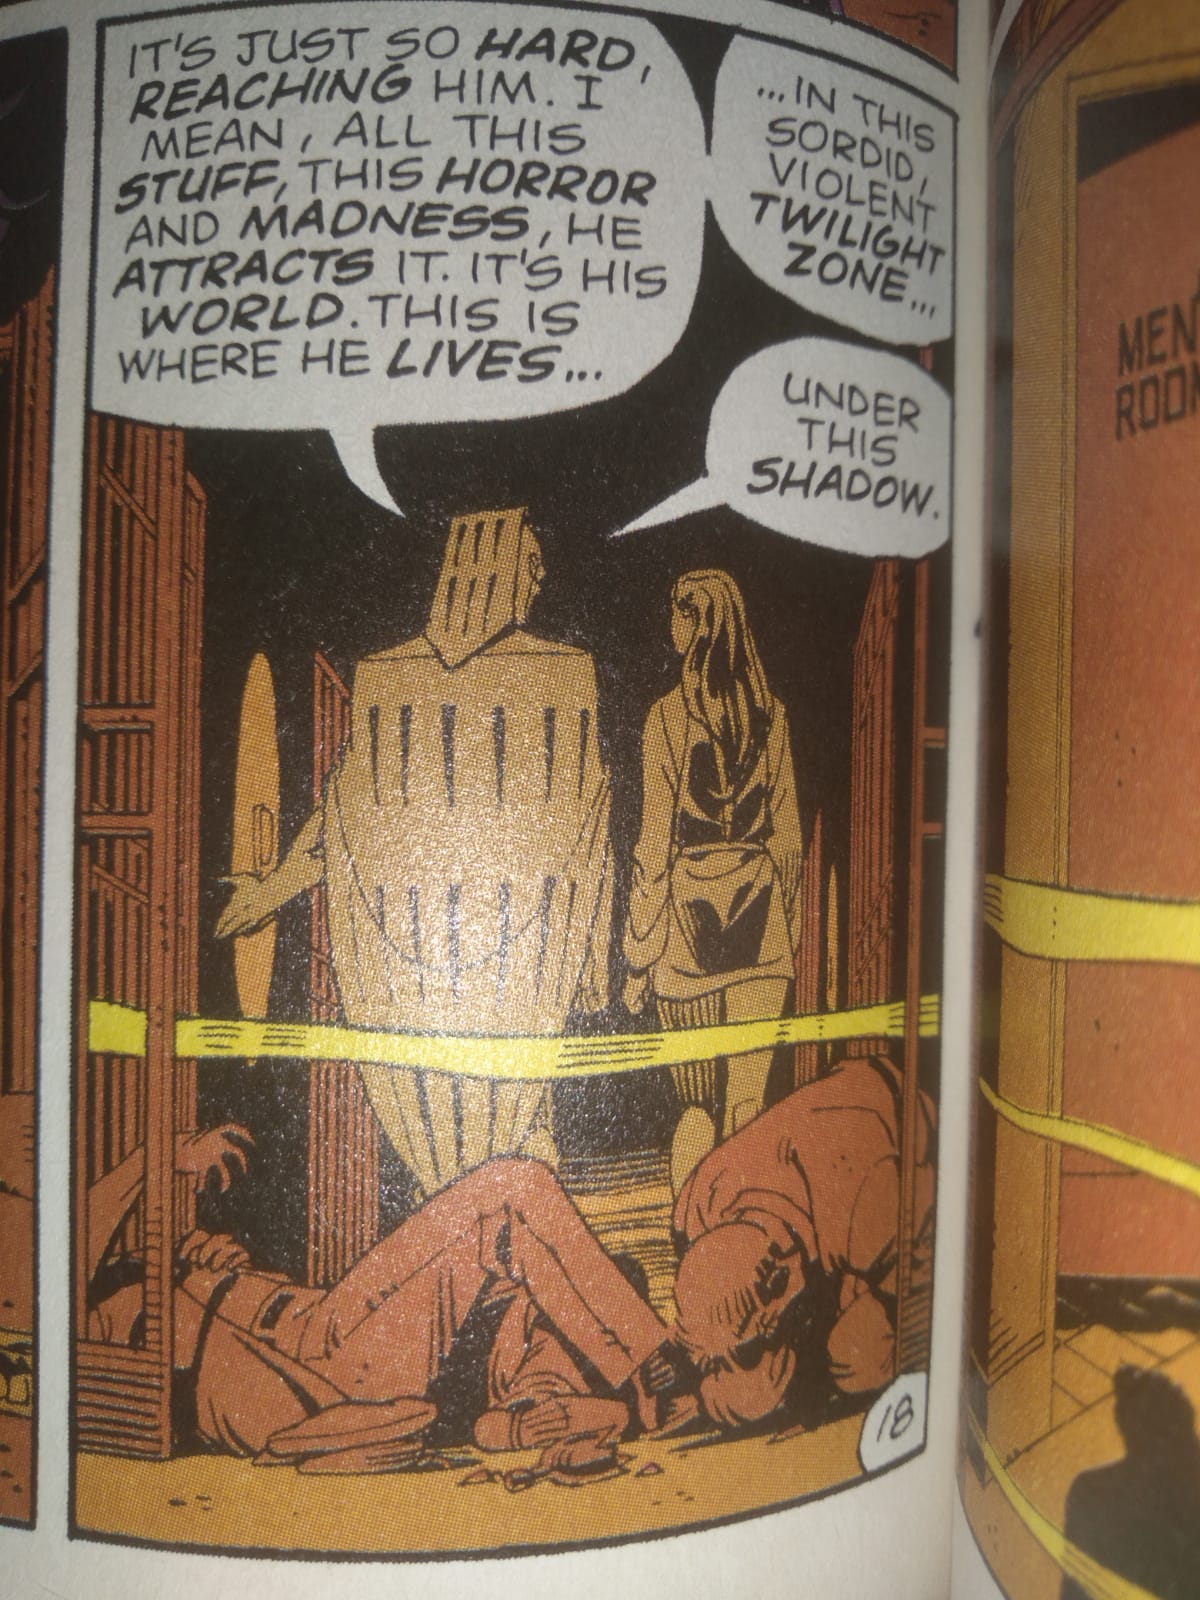 IT'S JUST SO HARD,
REACHING HIM. I
MEAN, ALL THIS
STUFF, THIS HORROR
AND MADNESS, HE
ATTRACTS IT. IT'S HIS
WORLD. THIS IS
WHERE HE LIVES...
...IN THIS
SORDID,
VIOLENT
TWILIGHT
ZONE...
UNDER
THIS
SHADOW.
18
MEN